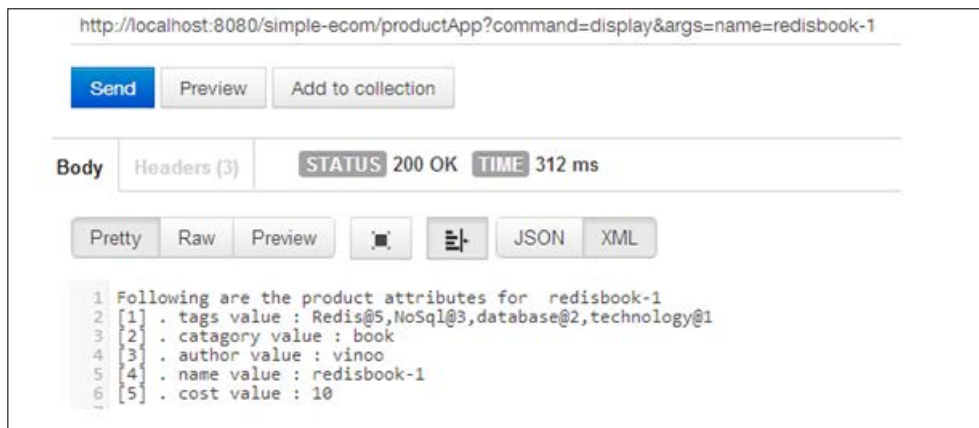 http://localhost:8080/simple-ecom/productApp?command=display&args=name=redisbook-1
Send Preview Add to collection
Body Headers (3) STATUS 200 OK TIME 312 ms
Pretty Raw Preview JSON XML
1 Following are the product attributes for  redisbook-1
2 [1] . tags value : Redis@5,NoSql@3,database@2,technology@1
3 [2] . catagory value : book
4 [3] . author value : vinoo
5 [4] . name value : redisbook-1
6 [5] . cost value : 10